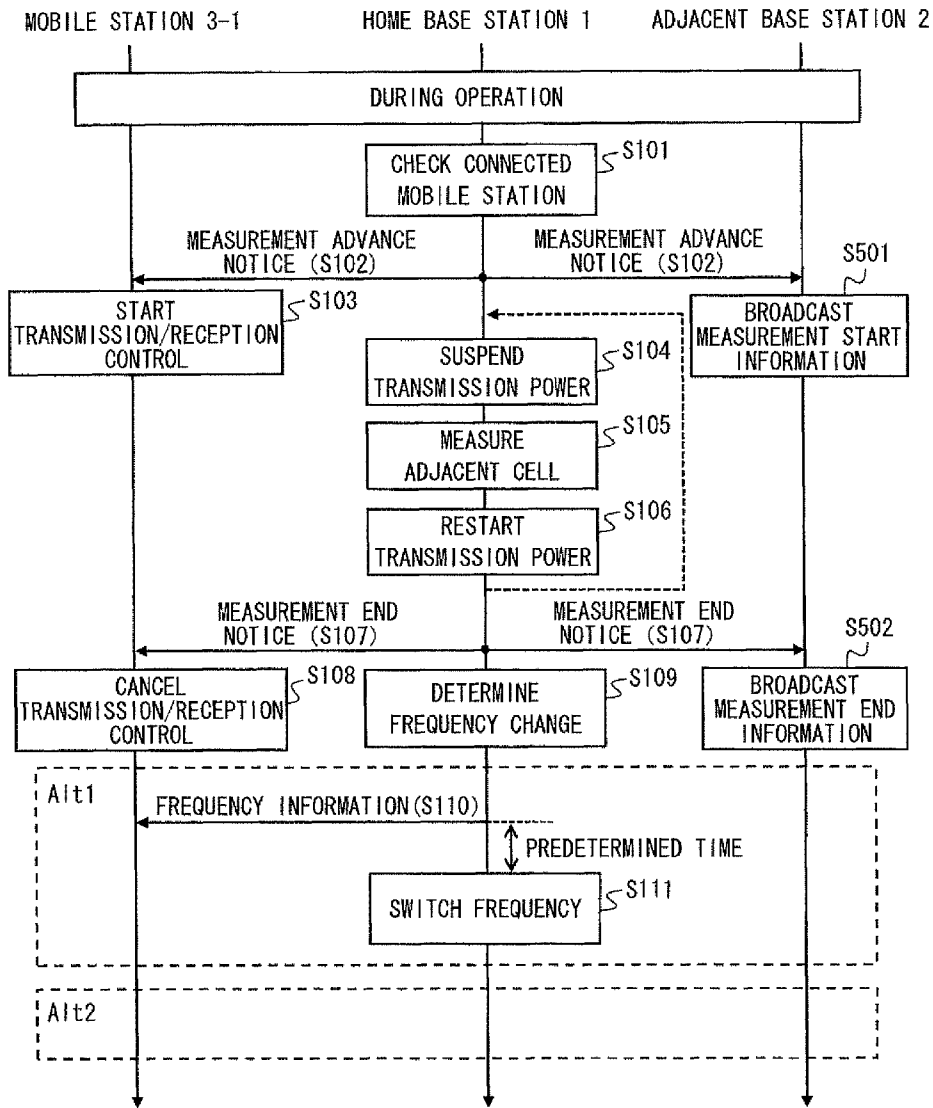 MOBILE STATION 3-1
HOME BASE STATION 1
ADJACENT BASE STATION 2
DURING OPERATION
CHECK CONNECTED
MOBILE STATION
S101
MEASUREMENT ADVANCE
NOTICE (S102)
MEASUREMENT ADVANCE
NOTICE (S102)
START
TRANSMISSION/RECEPTION
CONTROL
S103
S501
BROADCAST
MEASUREMENT START
INFORMATION
SUSPEND
TRANSMISSION POWER
S104
MEASURE
ADJACENT CELL
S105
RESTART
TRANSMISSION POWER
S106
MEASUREMENT END
NOTICE (S107)
MEASUREMENT END
NOTICE (S107)
CANCEL
TRANSMISSION/RECEPTION
CONTROL
S108
DETERMINE
FREQUENCY CHANGE
S109
S502
BROADCAST
MEASUREMENT END
INFORMATION
Alt1
FREQUENCY INFORMATION(S110)
PREDETERMINED TIME
SWITCH FREQUENCY
S111
Alt2